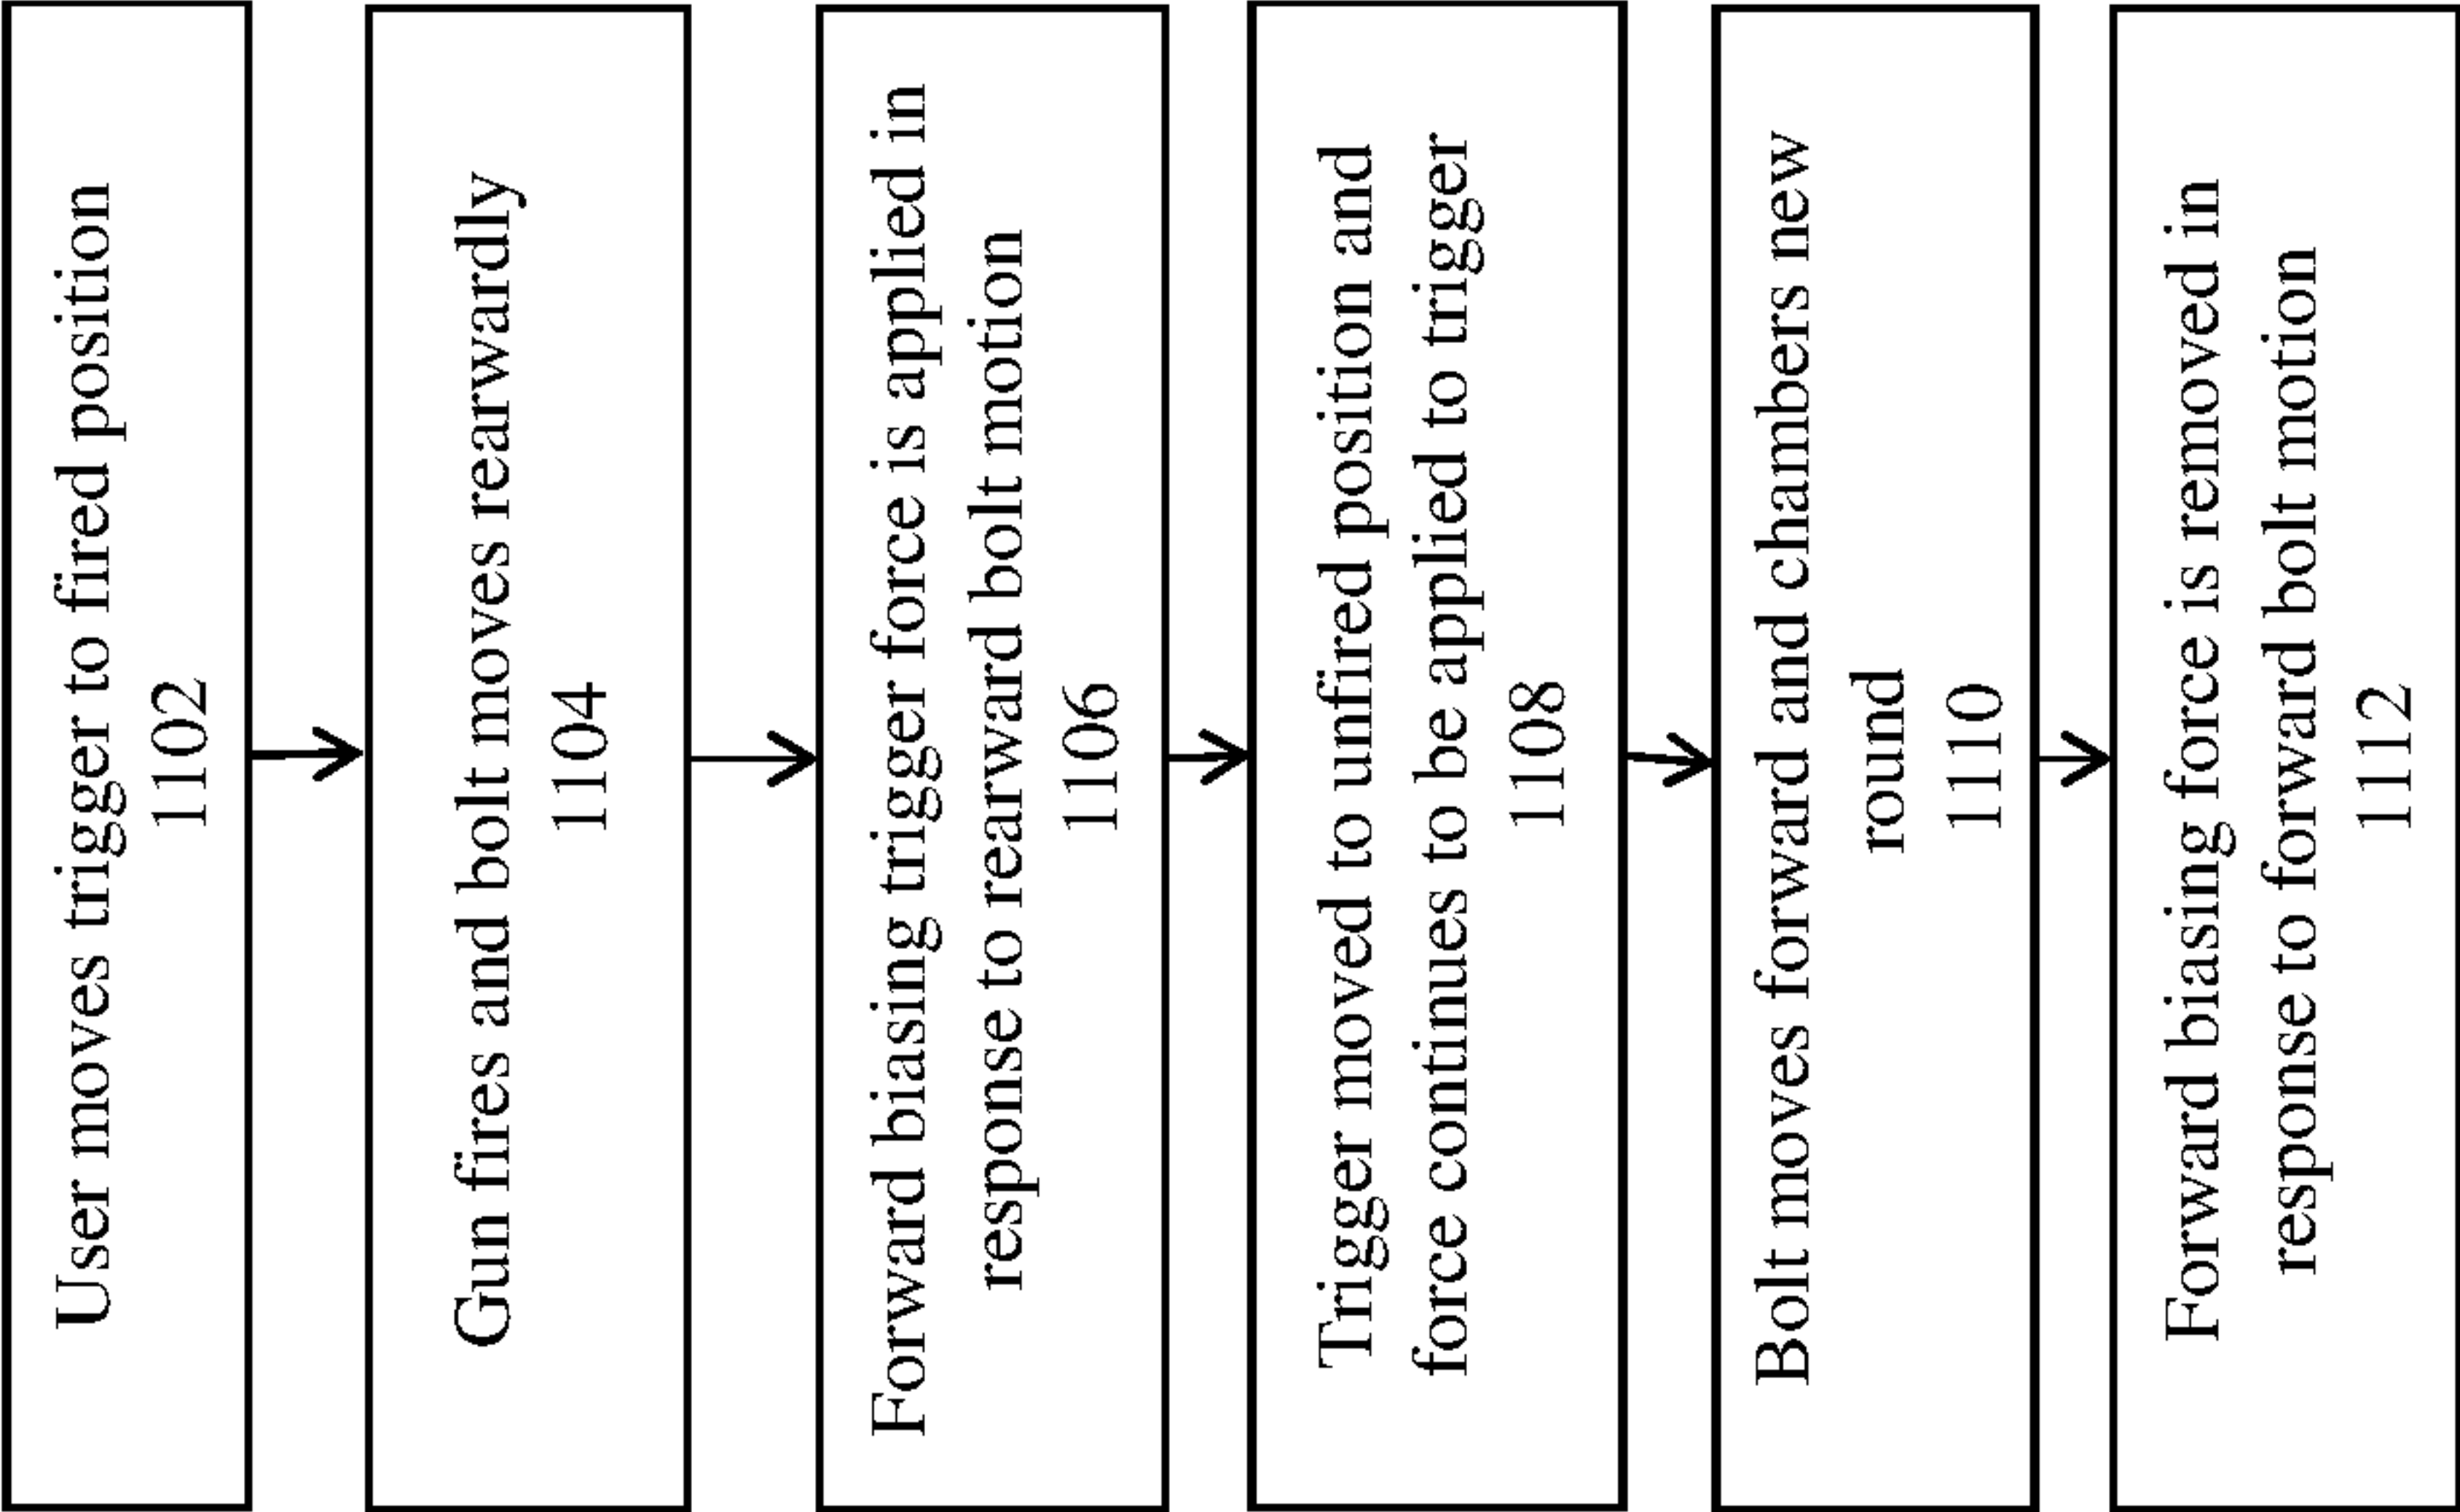 User moves trigger to fired position
1102
Gun fires and bolt moves rearwardly
1104
Forward biasing trigger force is applied in
response to rearward bolt motion
1106
Trigger moved to unfired position and
force continues to be applied to trigger
1108
Bolt moves forward and chambers new
round
1110
Forward biasing force is removed in
response to forward bolt motion
1112